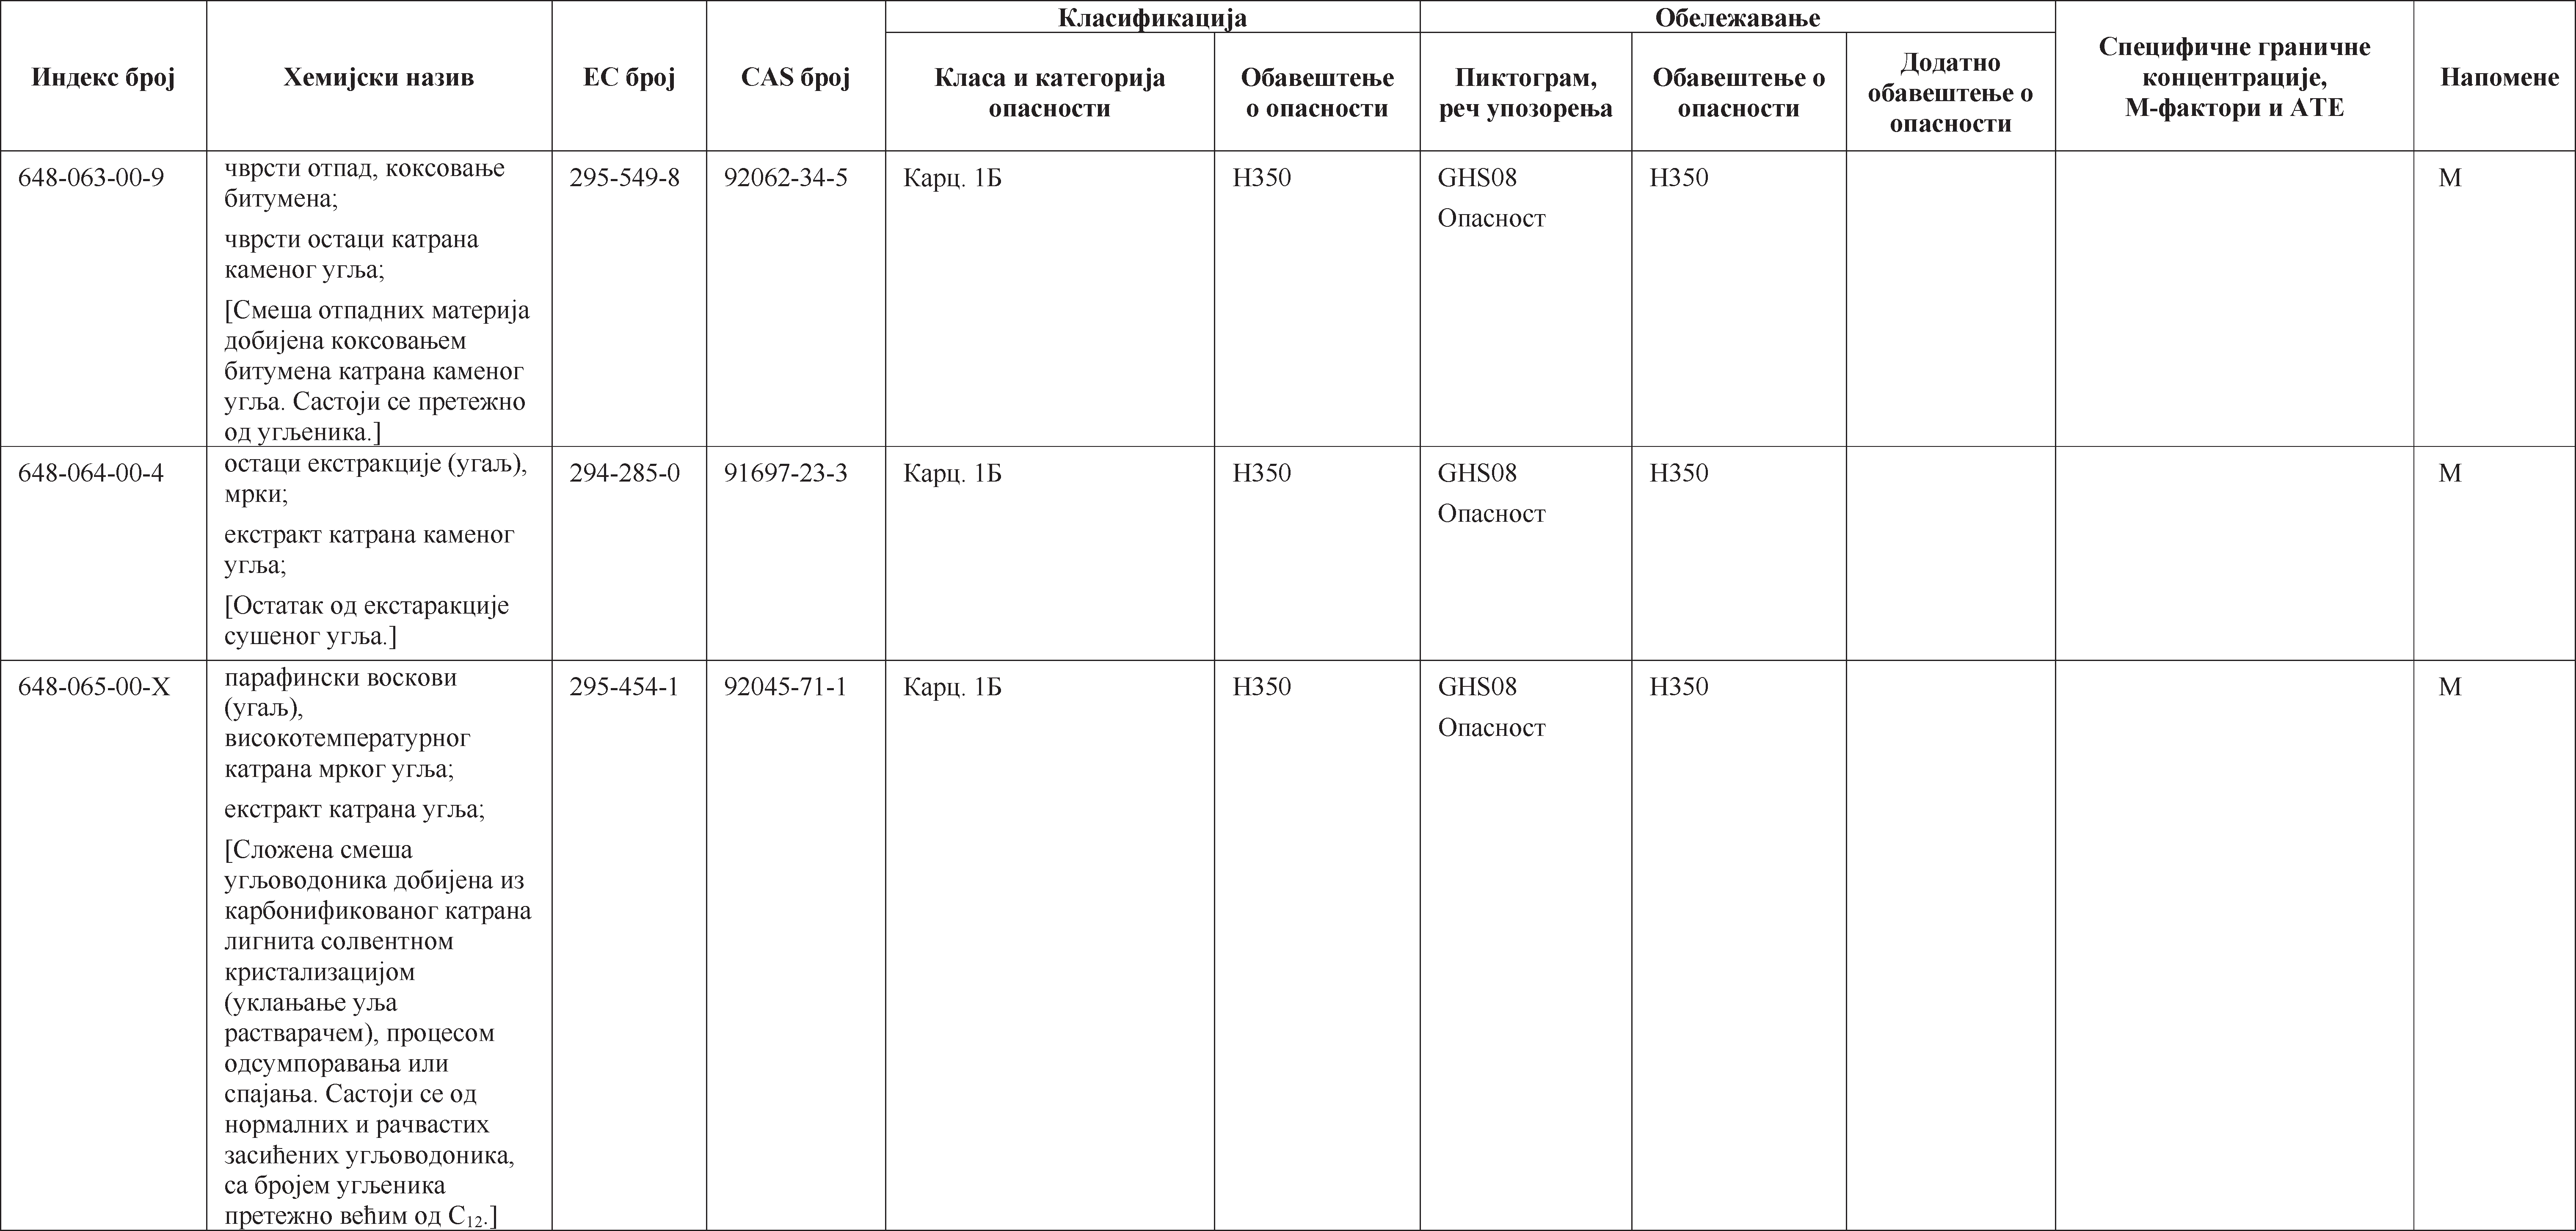 Класификација
Обележавање
Индекс број
Хемијски назив
ЕС број
CAS број
Класа и категорија
опасности
Обавештење
о опасности
Пиктограм,
реч упозорења
Обавештење о
опасности
Додатно
обавештење о
опасности
Специфичне граничне
концентрације,
М-фактори и АТЕ
Напомене
648-063-00-9
чврсти отпад, коксовање
битумена;
чврсти остаци катрана
каменог угља;
[Смеша отпадних материја
добијена коксовањем
битумена катрана каменог
угља. Састоји се претежно
од угљеника.]
295-549-8
92062-34-5
Карц. 1Б
H350
GHS08
Опасност
H350
М
648-064-00-4
остаци екстракције (угаљ),
мрки;
екстракт катрана каменог
угља;
[Остатак од екстаракције
сушеног угља.]
294-285-0
91697-23-3
Карц. 1Б
H350
GHS08
Опасност
H350
М
648-065-00-X
парафински воскови
(угаљ),
високотемпературног
катрана мрког угља;
екстракт катрана угља;
[Сложена смеша
угљоводоника добијена из
карбонификованог катрана
лигнита солвентном
кристализацијом
(уклањање уља
растварачем), процесом
одсумпоравања или
спајања. Састоји се од
нормалних и рачвастих
засићених угљоводоника,
са бројем угљеника
претежно већим од C₁₂.]
295-454-1
92045-71-1
Карц. 1Б
H350
GHS08
Опасност
H350
М